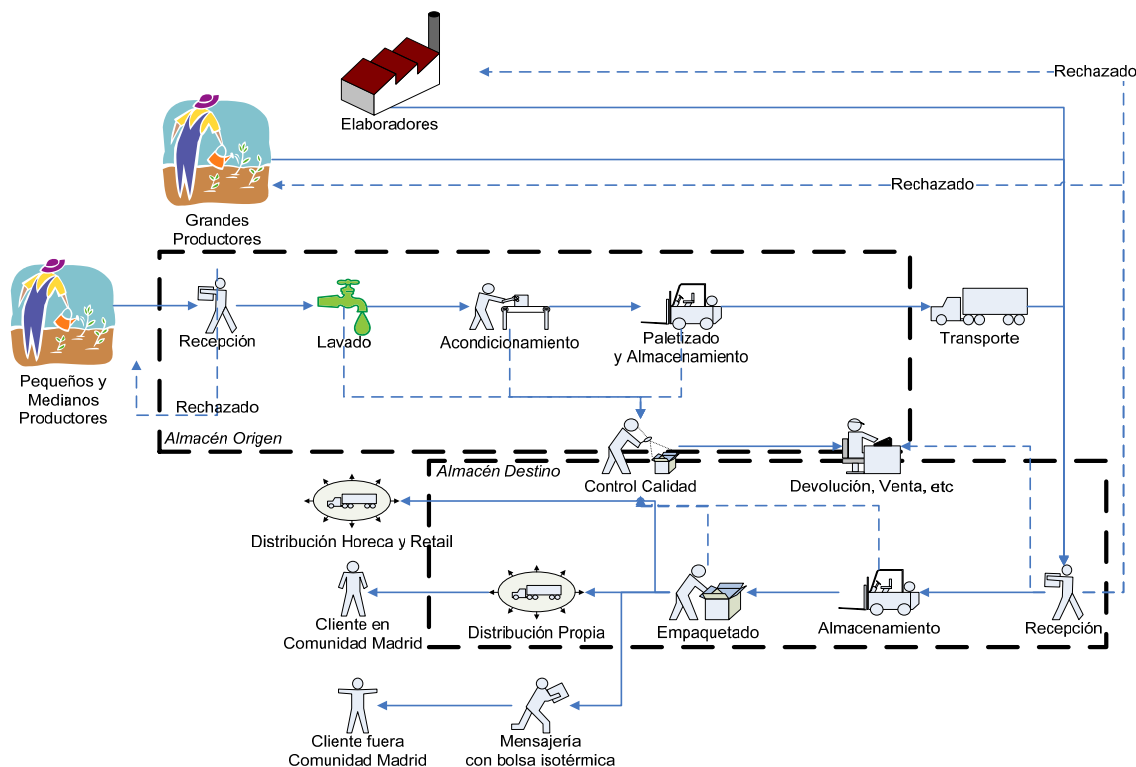 Rechazado
Elaboradores
Rechazado
Grandes
Productores
Recepción
Lavado
Acondicionamiento
Paletizado
y Almacenamiento
Transporte
Pequeños y
Medianos
Productores
Rechazado
Almacén Origen
Almacén Destino
Control Calidad
Devolución, Venta, etc
Distribución Horeca y Retail
Cliente en
Comunidad Madrid
Distribución Propia
Empaquetado
Almacenamiento
Recepción
Cliente fuera
Comunidad Madrid
Mensajería
con bolsa isotérmica